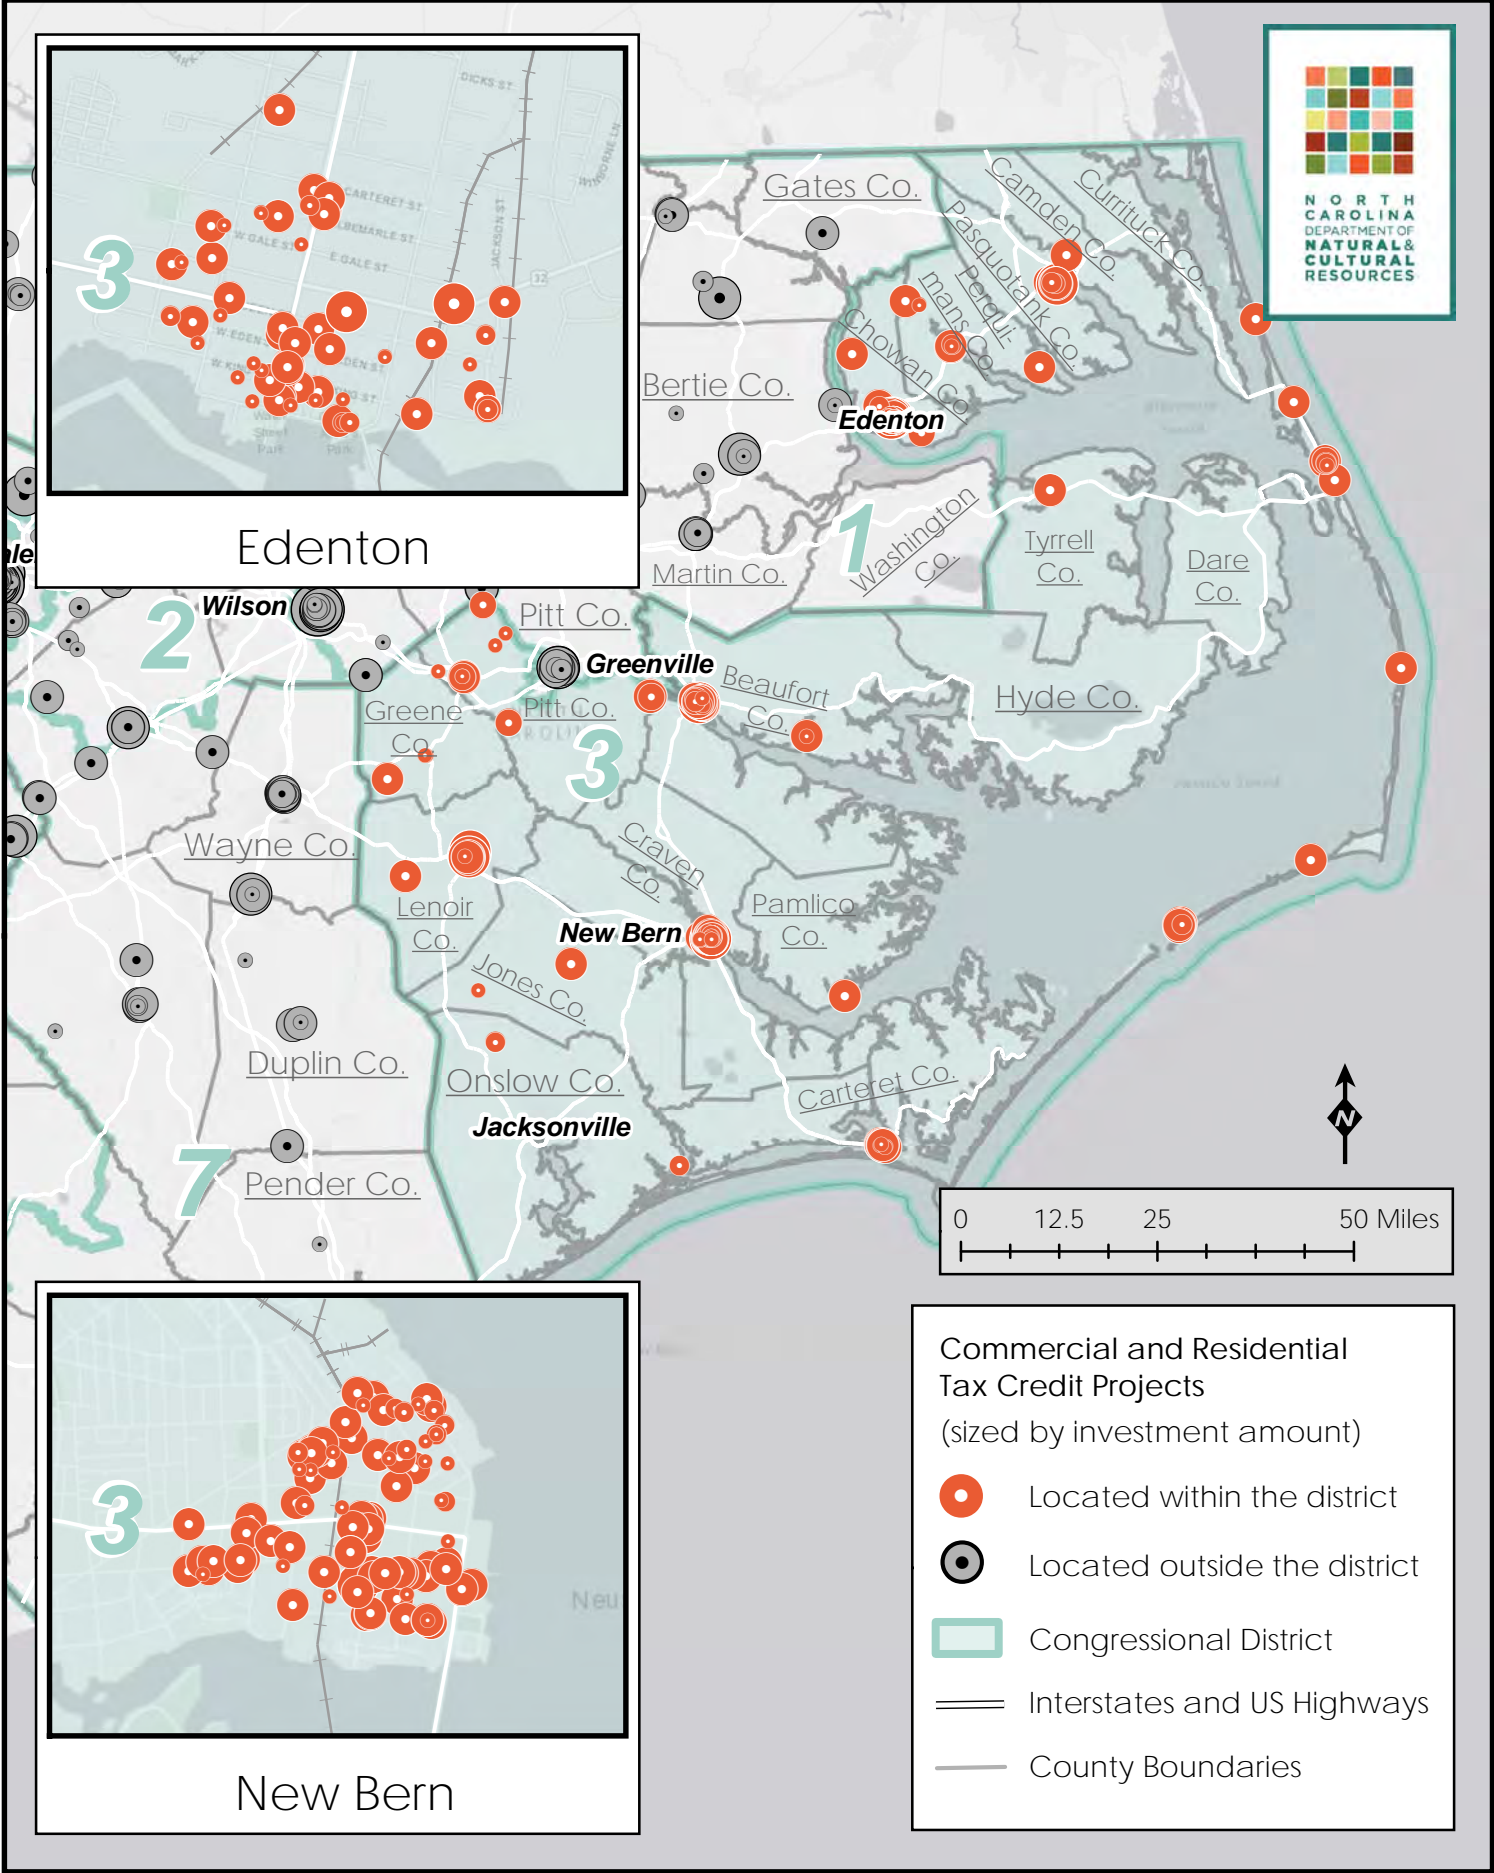 DICKS ST
CARTERET ST
W GALE ST
E GALE ST
JACKSON ST
32
3
Edenton
NORTH
CAROLINA
DEPARTMENT OF
NATURAL &
CULTURAL
RESOURCES
Gates Co.
Camden Co.
Currituck Co.
Pasquotank Co.
Perqui-
mans Co.
Chowan Co.
Bertie Co.
Edenton
1
Washington
Co.
Tyrrell
Co.
Dare
Co.
Martin Co.
Wilson
2
Pitt Co.
Greenville
Beaufort
Co.
Hyde Co.
Greene
Co.
Pitt Co.
3
Wayne Co.
Craven
Co.
Lenoir
Co.
Pamlico
Co.
New Bern
Jones Co.
Duplin Co.
Onslow Co.
Carteret Co.
Jacksonville
7
Pender Co.
N
0 12.5 25 50 Miles
3
Neu
New Bern
Commercial and Residential
Tax Credit Projects
(sized by investment amount)
Located within the district
Located outside the district
Congressional District
Interstates and US Highways
County Boundaries